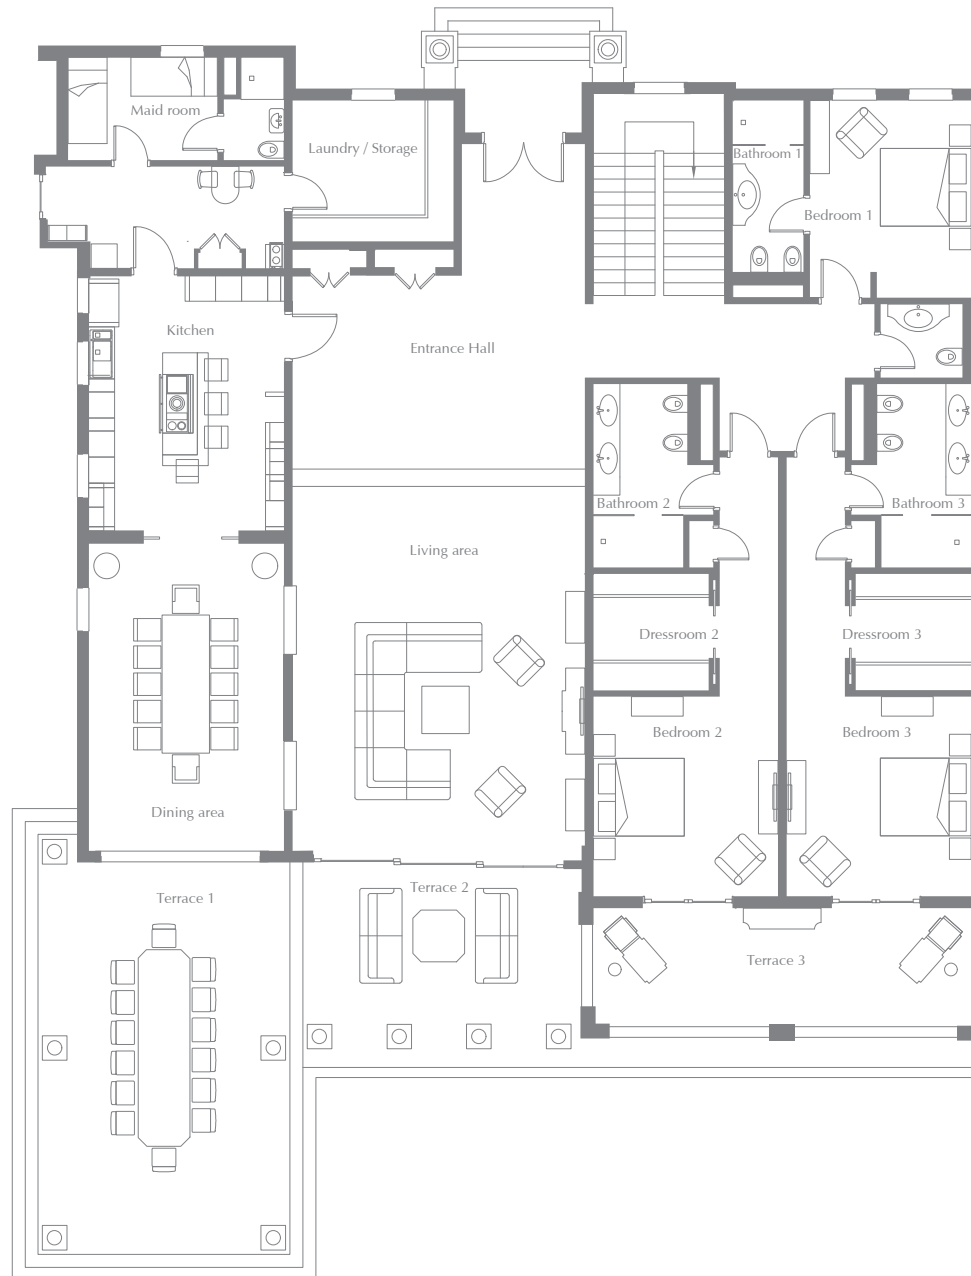 Maid room
Laundry / Storage
Bathroom 1
Bedroom 1
Kitchen
Entrance Hall
Bathroom 2
Bathroom 3
Living area
Dressroom 2
Dressroom 3
Bedroom 2
Bedroom 3
Dining area
Terrace 1
Terrace 2
Terrace 3